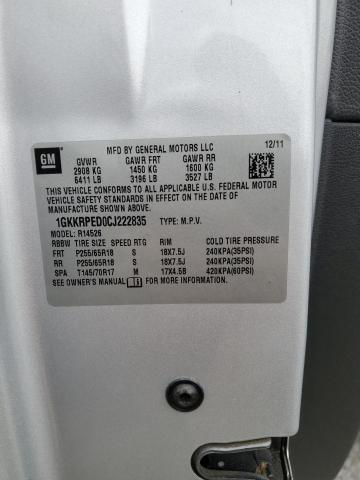 GM
MFD BY GENERAL MOTORS LLC 12/11
GVWR GAWR FRT GAWR RR
2908 KG 1450 KG 1600 KG
6411 LB 3196 LB 3527 LB
THIS VEHICLE CONFORMS TO ALL APPLICABLE U.S. FEDERAL MOTOR
VEHICLE SAFETY, BUMPER, AND THEFT PREVENTION STANDARDS IN
EFFECT ON THE DATE OF MANUFACTURE SHOWN ABOVE.
1GKKRPED0CJ222835 TYPE: M.P.V.
MODEL: R14526
RBBW TIRE SIZE SPEED RTG RIM COLD TIRE PRESSURE
FRT P255/65R18 S 18X7.5J 240KPA(35PSI)
RR P255/65R18 S 18X7.5J 240KPA(35PSI)
SPA T145/70R17 M 17X4.5B 420KPA(60PSI)
SEE OWNER'S MANUAL FOR MORE INFORMATION.